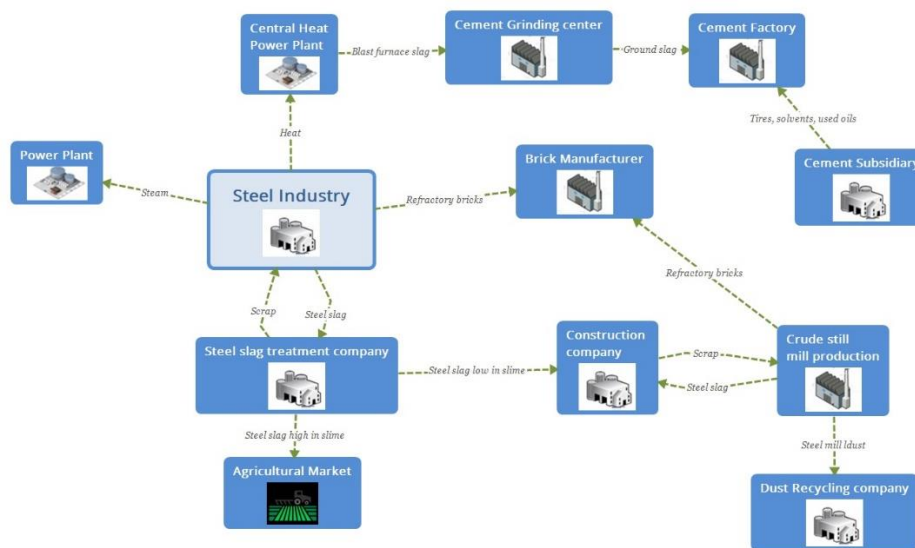 Central Heat
Power Plant
Blast furnace slag
Cement Grinding center
Ground slag
Cement Factory
Tires, solvents, used oils
Heat
Power Plant
Steam
Steel Industry
Refractory bricks
Brick Manufacturer
Cement Subsidiary
Refractory bricks
Scrap
Steel slag
Steel slag treatment company
Steel slag low in slime
Construction
company
Scrap
Steel slag
Crude still
mill production
Steel slag high in slime
Steel mill ldust
Agricultural Market
Dust Recycling company